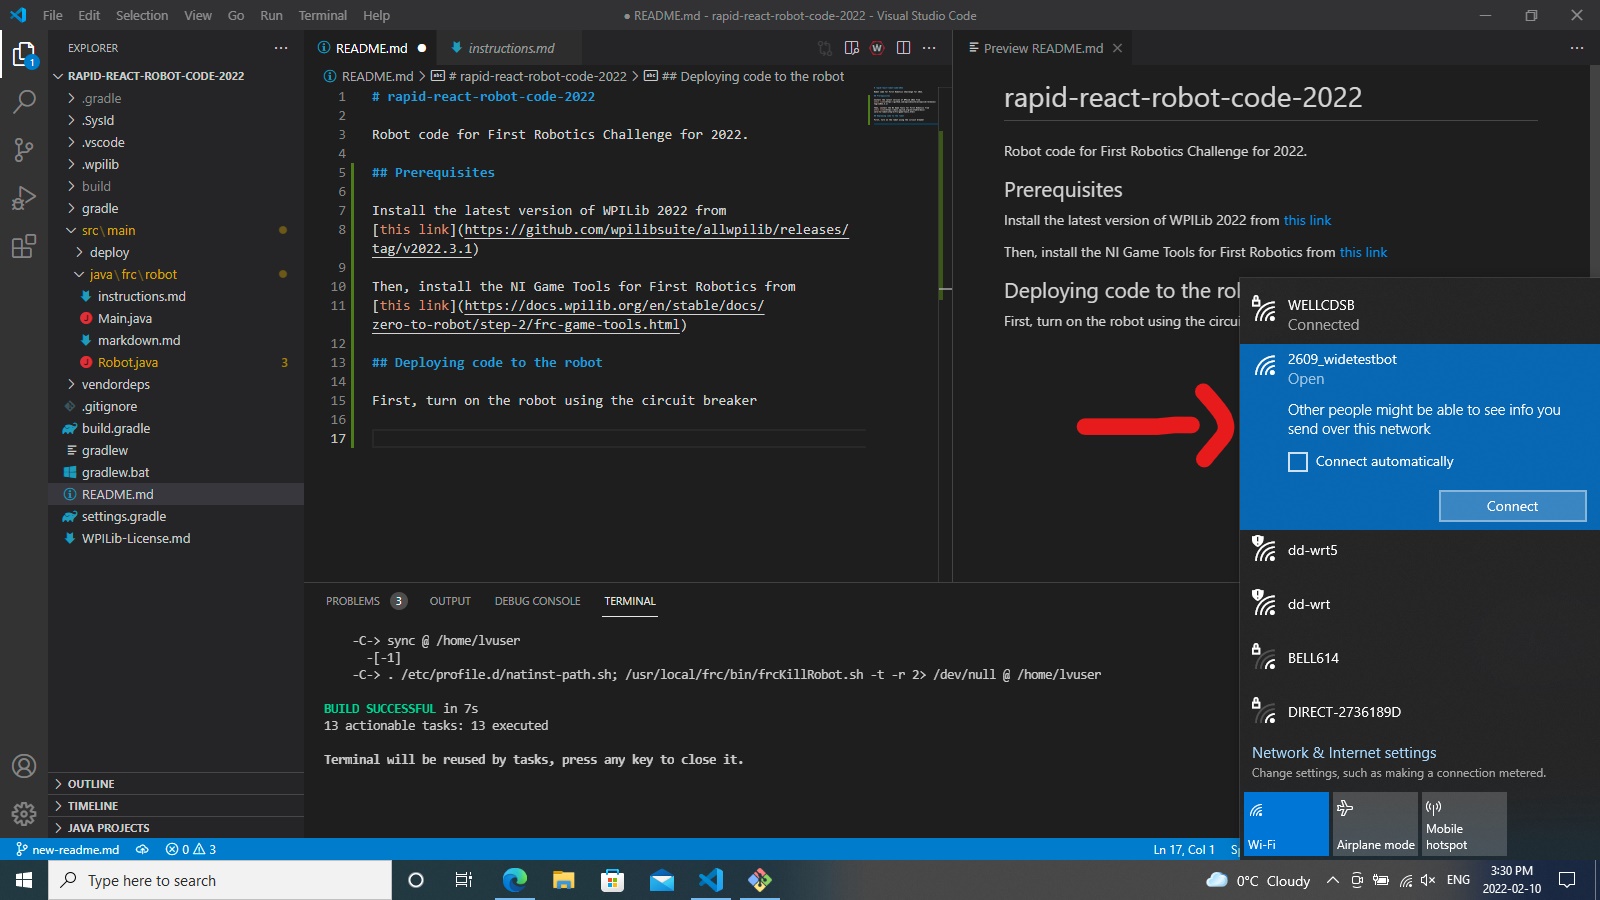 File Edit Selection View Go Run Terminal Help
● README.md - rapid-react-robot-code-2022 - Visual Studio Code
EXPLORER
RAPID-REACT-ROBOT-CODE-2022
.gradle
.SysId
.vscode
.wpilib
build
gradle
src\main
deploy
java\frc\robot
instructions.md
Main.java
markdown.md
Robot.java 3
vendordeps
.gitignore
build.gradle
gradlew
gradlew.bat
README.md
settings.gradle
WPILib-License.md
OUTLINE
TIMELINE
JAVA PROJECTS
1
README.md ●
instructions.md
README.md > # rapid-react-robot-code-2022 > ## Deploying code to the robot
1 # rapid-react-robot-code-2022
2
3 Robot code for First Robotics Challenge for 2022.
4
5 ## Prerequisites
6
7 Install the latest version of WPILib 2022 from
8 [this link](https://github.com/wpilibsuite/allwpilib/releases/
tag/v2022.3.1)
9
10 Then, install the NI Game Tools for First Robotics from
11 [this link](https://docs.wpilib.org/en/stable/docs/
zero-to-robot/step-2/frc-game-tools.html)
12
13 ## Deploying code to the robot
14
15 First, turn on the robot using the circuit breaker
16
17
Preview README.md
rapid-react-robot-code-2022
Robot code for First Robotics Challenge for 2022.
Prerequisites
Install the latest version of WPILib 2022 from this link
Then, install the NI Game Tools for First Robotics from this link
Deploying code to the ro
First, turn on the robot using the circui
PROBLEMS 3 OUTPUT DEBUG CONSOLE TERMINAL
-C-> sync @ /home/lvuser
-[-1]
-C-> . /etc/profile.d/natinst-path.sh; /usr/local/frc/bin/frcKillRobot.sh -t -r 2> /dev/null @ /home/lvuser
BUILD SUCCESSFUL in 7s
13 actionable tasks: 13 executed
Terminal will be reused by tasks, press any key to close it.
WELLCDSB
Connected
2609_widetestbot
Open
Other people might be able to see info you
send over this network
Connect automatically
Connect
dd-wrt5
dd-wrt
BELL614
DIRECT-2736189D
Network & Internet settings
Change settings, such as making a connection metered.
Wi-Fi
Airplane mode
Mobile
hotspot
new-readme.md 0 3
Ln 17, Col 1
Type here to search
0°C Cloudy
ENG
3:30 PM
2022-02-10